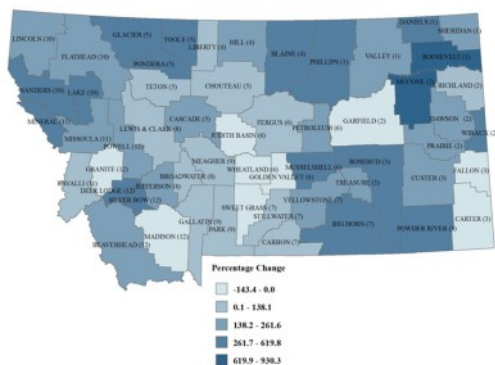 DANIELS (1)
SHERIDAN (1)
LINCOLN (10)
GLACIER (5)
TOOLE (5)
LIBERTY (4)
HILL (4)
BLAINE (4)
PHILLIPS (1)
VALLEY (1)
ROOSEVELT (1)
FLATHEAD (10)
PONDERA (5)
RICHLAND (2)
TETON (5)
CHOUTEAU (5)
MCCONE (2)
SANDERS (10)
LAKE (10)
CASCADE (5)
FERGUS (6)
PETROLEUM (6)
GARFIELD (2)
DAWSON (2)
MINERAL (11)
LEWIS & CLARK (8)
JUDITH BASIN (6)
PRAIRIE (2)
WIBAUX (2)
MISSOULA (11)
POWELL (12)
MEAGHER (9)
WHEATLAND (6)
MUSSELSHELL (6)
ROSEBUD (3)
FALLON (3)
GRANITE (12)
BROADWATER (8)
GOLDEN VALLEY (6)
TREASURE (3)
CUSTER (3)
RAVALLI (11)
DEER LODGE (12)
JEFFERSON (8)
SILVER BOW (12)
SWEET GRASS (7)
YELLOWSTONE (7)
GALLATIN (9)
STILLWATER (7)
CARTER (3)
MADISON (12)
PARK (9)
BIG HORN (7)
POWDER RIVER (3)
BEAVERHEAD (12)
CARBON (7)
Percentage Change
-143.4 - 0.0
0.1 - 138.1
138.2 - 261.6
261.7 - 619.8
619.9 - 930.3